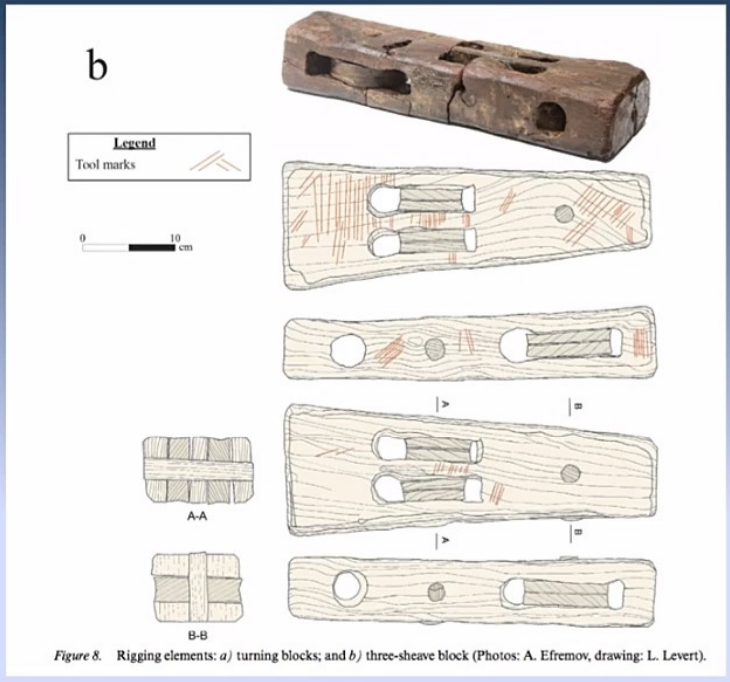 b
Legend
Tool marks
0 10
cm
A B
A-A
A B
B-B
Figure 8. Rigging elements: a) turning blocks; and b) three-sheave block (Photos: A. Efremov, drawing: L. Levert).